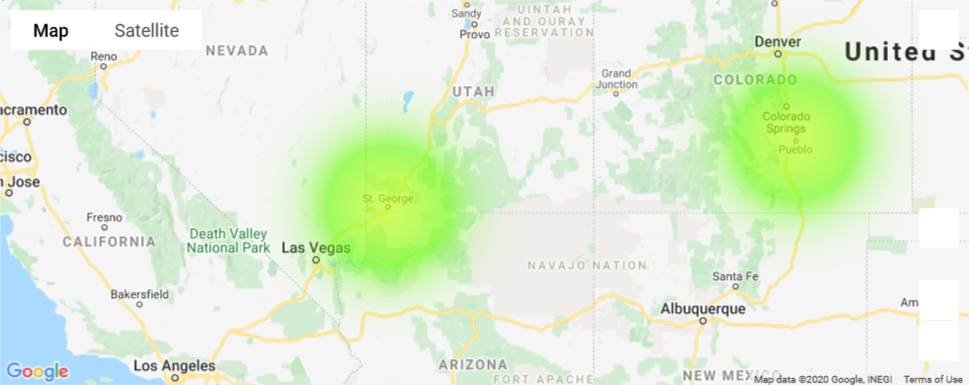 Map
Satellite
Sandy
Provo
UINTAH
AND OURAY
RESERVATION
Denver
United S
Reno
NEVADA
Grand
Junction
COLORADO
UTAH
acramento
Colorado
Springs
Pueblo
cisco
n Jose
St. George
Fresno
CALIFORNIA
Death Valley
National Park
Las Vegas
NAVAJO NATION
Santa Fe
Bakersfield
Albuquerque
Am
Los Angeles
ARIZONA
FORT APACHE
NEW MEXICO
Google
Map data ©2020 Google, INEGI
Terms of Use